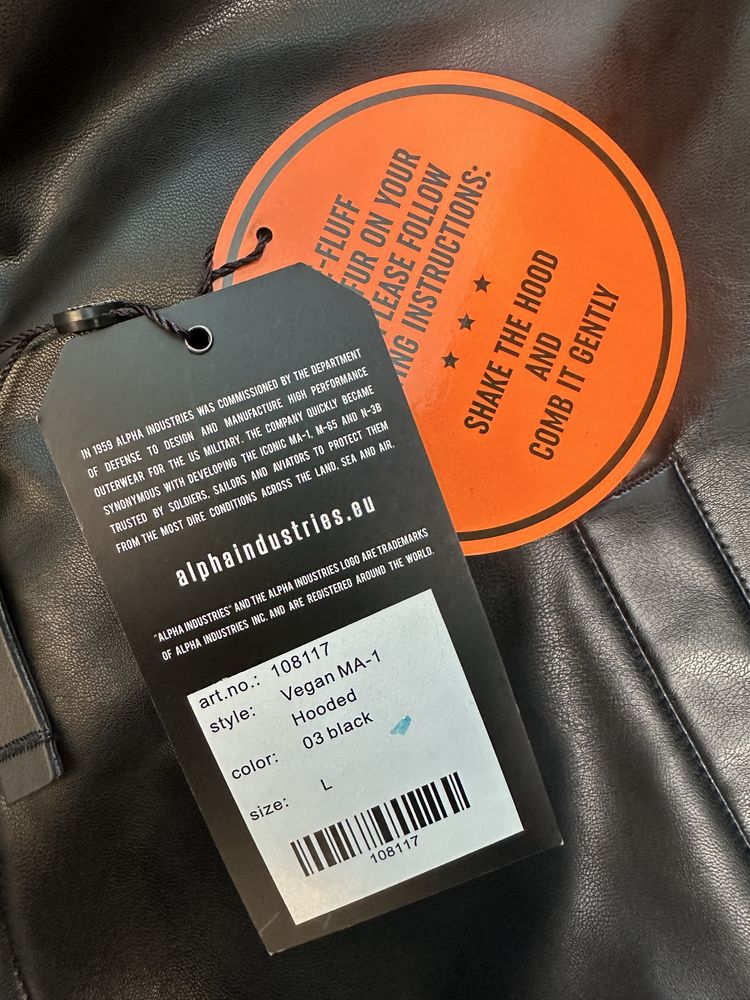 -FLUFF
FUR ON YOUR
LEASE FOLLOW
ING INSTRUCTIONS:
SHAKE THE HOOD
AND
COMB IT GENTLY
IN 1959 ALPHA INDUSTRIES WAS COMMISSIONED BY THE DEPARTMENT
OF DEFENSE TO DESIGN AND MANUFACTURE HIGH PERFORMANCE
OUTERWEAR FOR THE US MILITARY. THE COMPANY QUICKLY BECAME
SYNONYMOUS WITH DEVELOPING THE ICONIC MA-1, M-65 AND N-3B
TRUSTED BY SOLDIERS, SAILORS AND AVIATORS TO PROTECT THEM
FROM THE MOST DIRE CONDITIONS ACROSS THE LAND, SEA AND AIR.
alphaindustries.eu
"ALPHA INDUSTRIES" AND THE ALPHA INDUSTRIES LOGO ARE TRADEMARKS
OF ALPHA INDUSTRIES INC. AND ARE REGISTERED AROUND THE WORLD.
art.no.: 108117
style: Vegan MA-1
Hooded
color: 03 black
size: L
108117